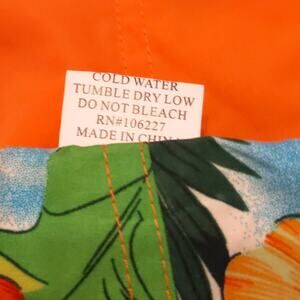 COLD WATER
TUMBLE DRY LOW
DO NOT BLEACH
RN#106227
MADE IN CHINA